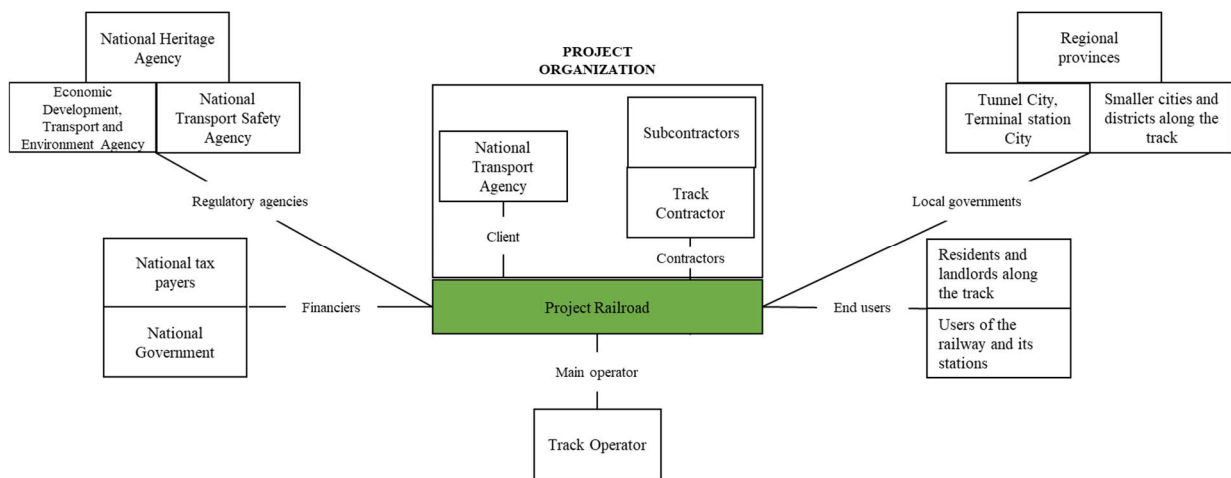 National Heritage
Agency
Economic
Development,
Transport and
Environment Agency
National
Transport Safety
Agency
Regulatory agencies
National tax
payers
National
Government
Financiers
PROJECT
ORGANIZATION
National
Transport
Agency
Client
Subcontractors
Track
Contractor
Contractors
Project Railroad
Main operator
Track Operator
Regional
provinces
Tunnel City,
Terminal station
City
Smaller cities and
districts along the
track
Local governments
End users
Residents and
landlords along
the track
Users of the
railway and its
stations